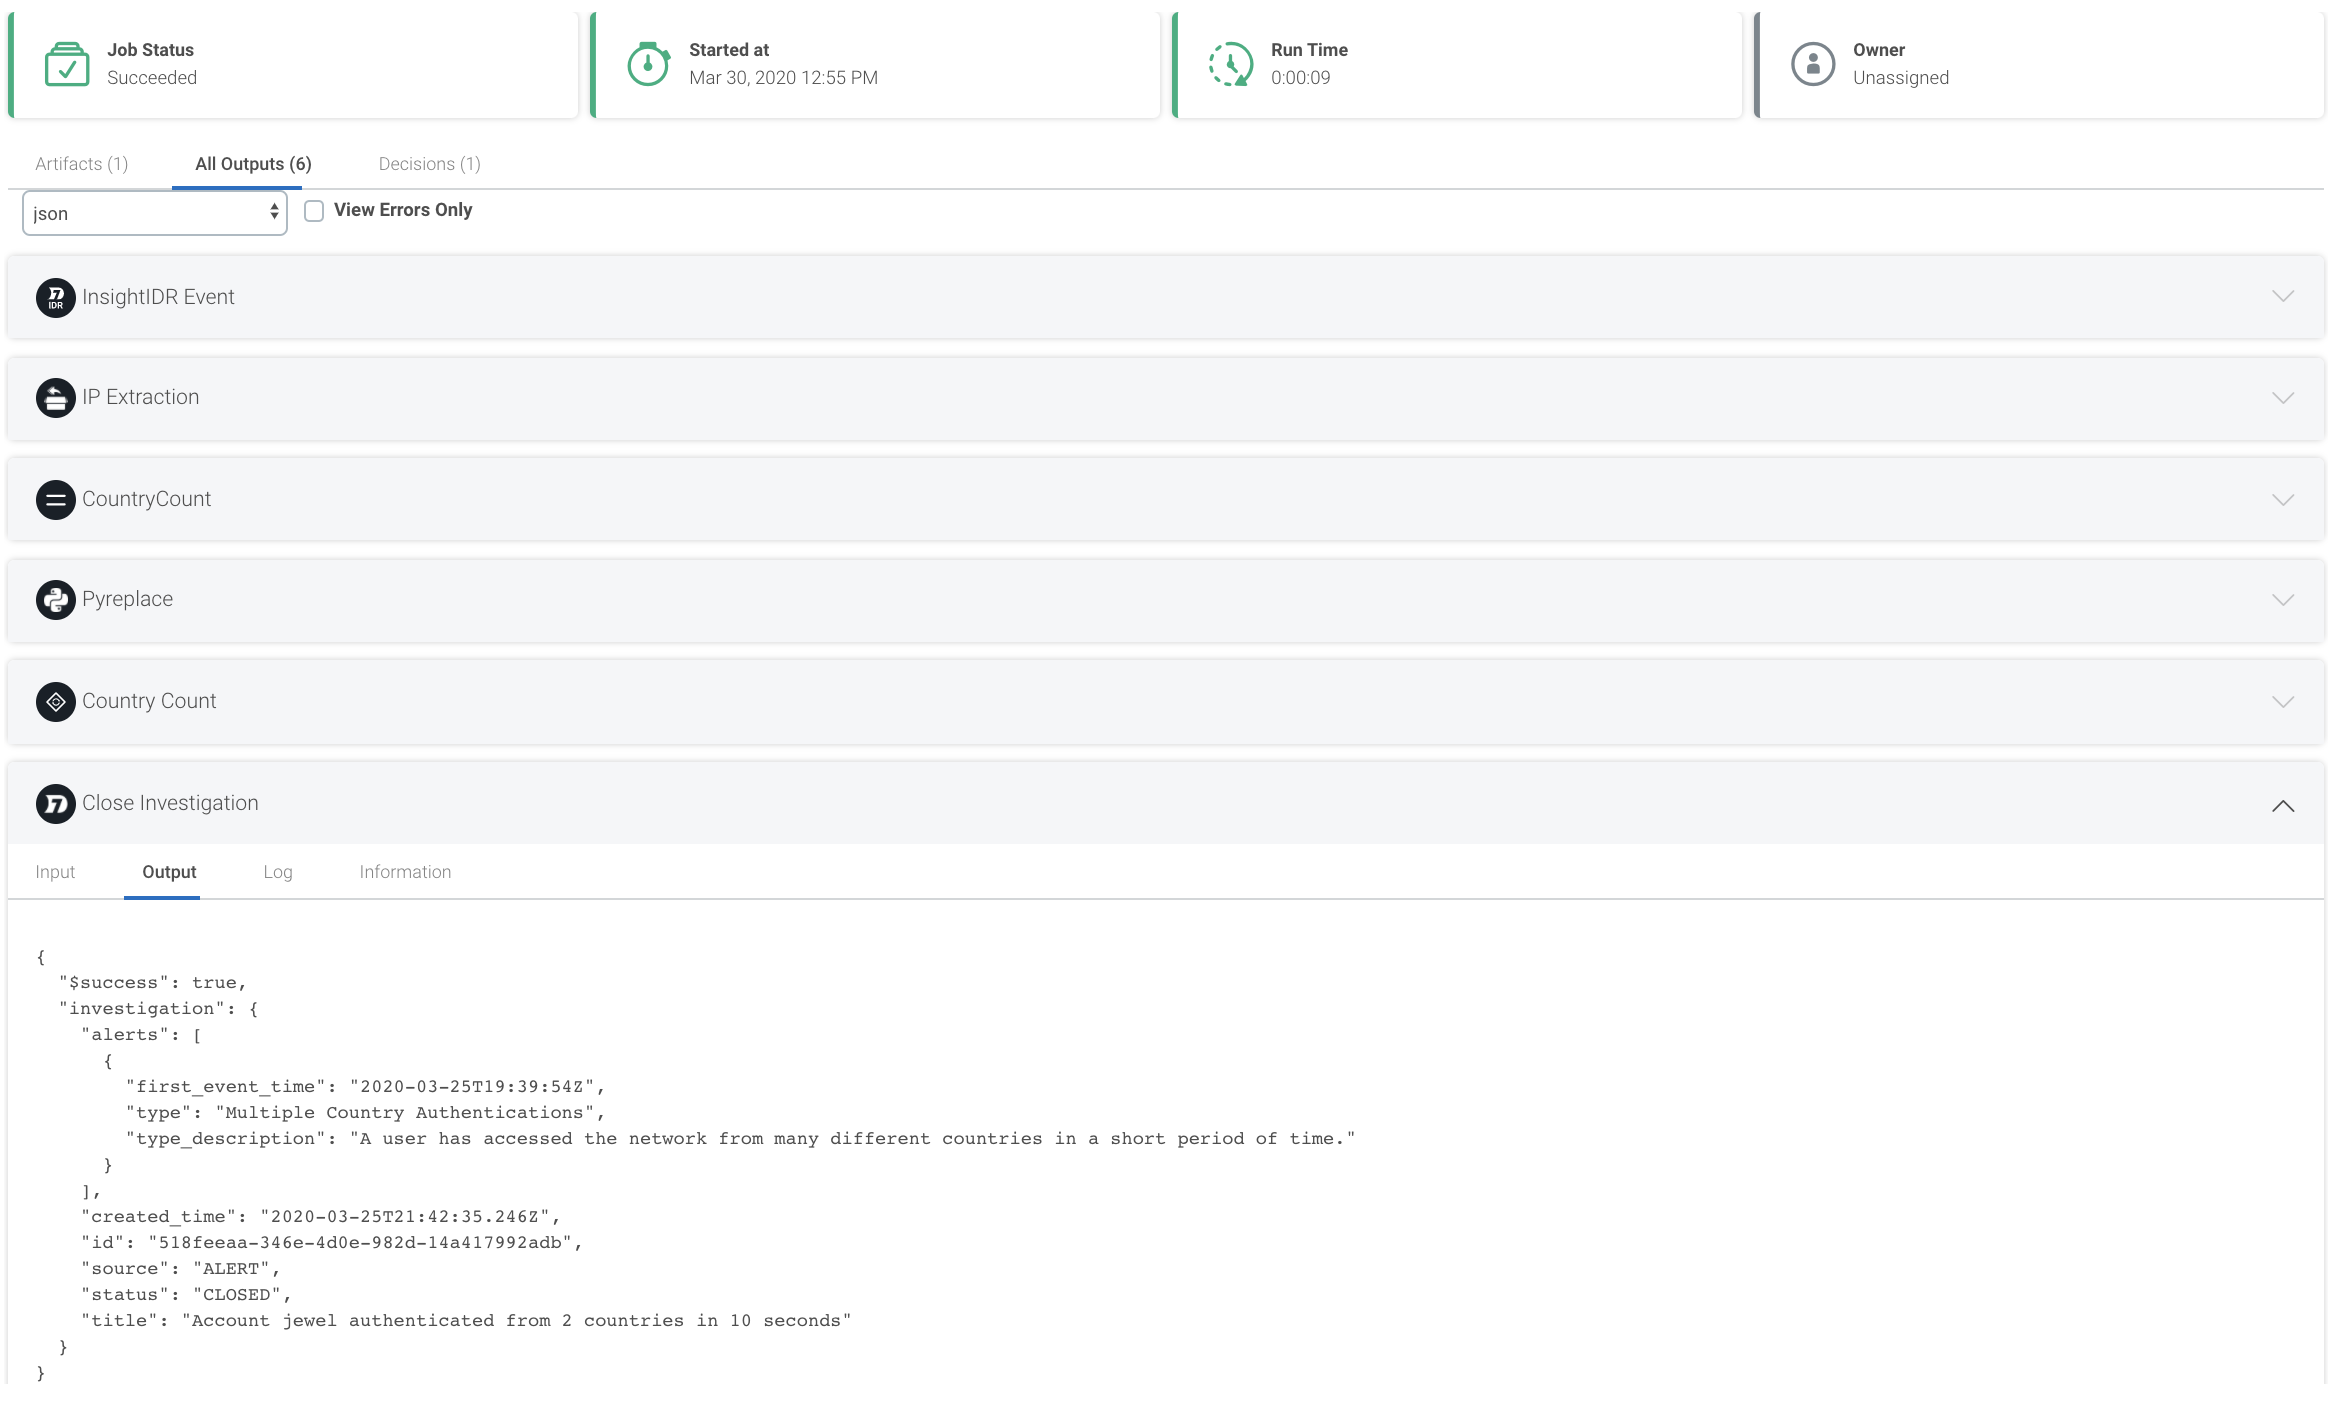 Job Status
Succeeded
Started at
Mar 30, 2020 12:55 PM
Run Time
0:00:09
Owner
Unassigned
Artifacts (1)
All Outputs (6)
Decisions (1)
json
View Errors Only
IDR
InsightIDR Event
IP Extraction
CountryCount
Pyreplace
Country Count
Close Investigation
Input
Output
Log
Information
{
  "$success": true,
  "investigation": {
    "alerts": [
      {
        "first_event_time": "2020-03-25T19:39:54Z",
        "type": "Multiple Country Authentications",
        "type_description": "A user has accessed the network from many different countries in a short period of time."
      }
    ],
    "created_time": "2020-03-25T21:42:35.246Z",
    "id": "518feeaa-346e-4d0e-982d-14a417992adb",
    "source": "ALERT",
    "status": "CLOSED",
    "title": "Account jewel authenticated from 2 countries in 10 seconds"
  }
}